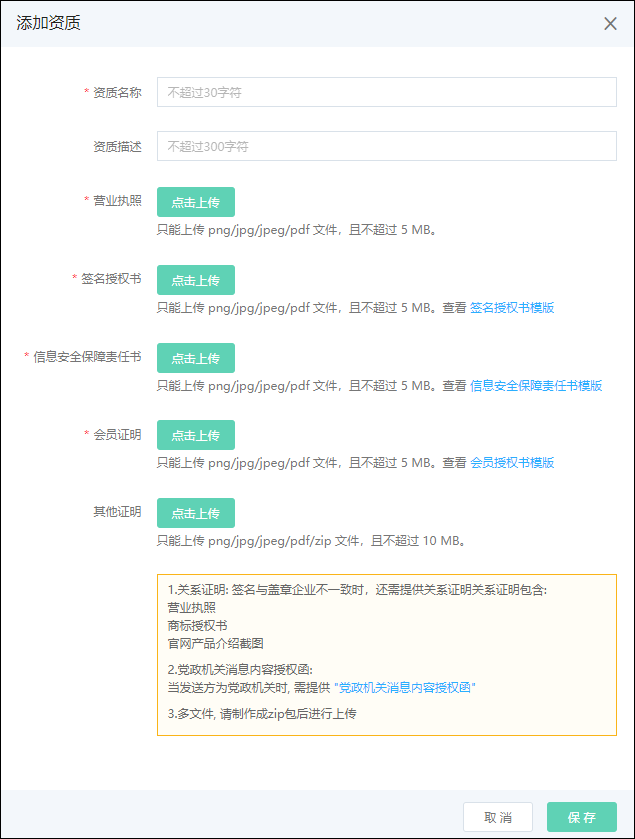 添加资质
* 资质名称 不超过30字符
资质描述 不超过300字符
* 营业执照 点击上传
只能上传 png/jpg/jpeg/pdf 文件，且不超过 5 MB。
* 签名授权书 点击上传
只能上传 png/jpg/jpeg/pdf 文件，且不超过 5 MB。查看 签名授权书模版
* 信息安全保障责任书 点击上传
只能上传 png/jpg/jpeg/pdf 文件，且不超过 5 MB。查看 信息安全保障责任书模版
* 会员证明 点击上传
只能上传 png/jpg/jpeg/pdf 文件，且不超过 5 MB。查看 会员授权书模版
其他证明 点击上传
只能上传 png/jpg/jpeg/pdf/zip 文件，且不超过 10 MB。
1.关系证明: 签名与盖章企业不一致时，还需提供关系证明关系证明包含:
营业执照
商标授权书
官网产品介绍截图
2.党政机关消息内容授权函:
当发送方为党政机关时, 需提供 "党政机关消息内容授权函"
3.多文件, 请制作成zip包后进行上传
取消 保存